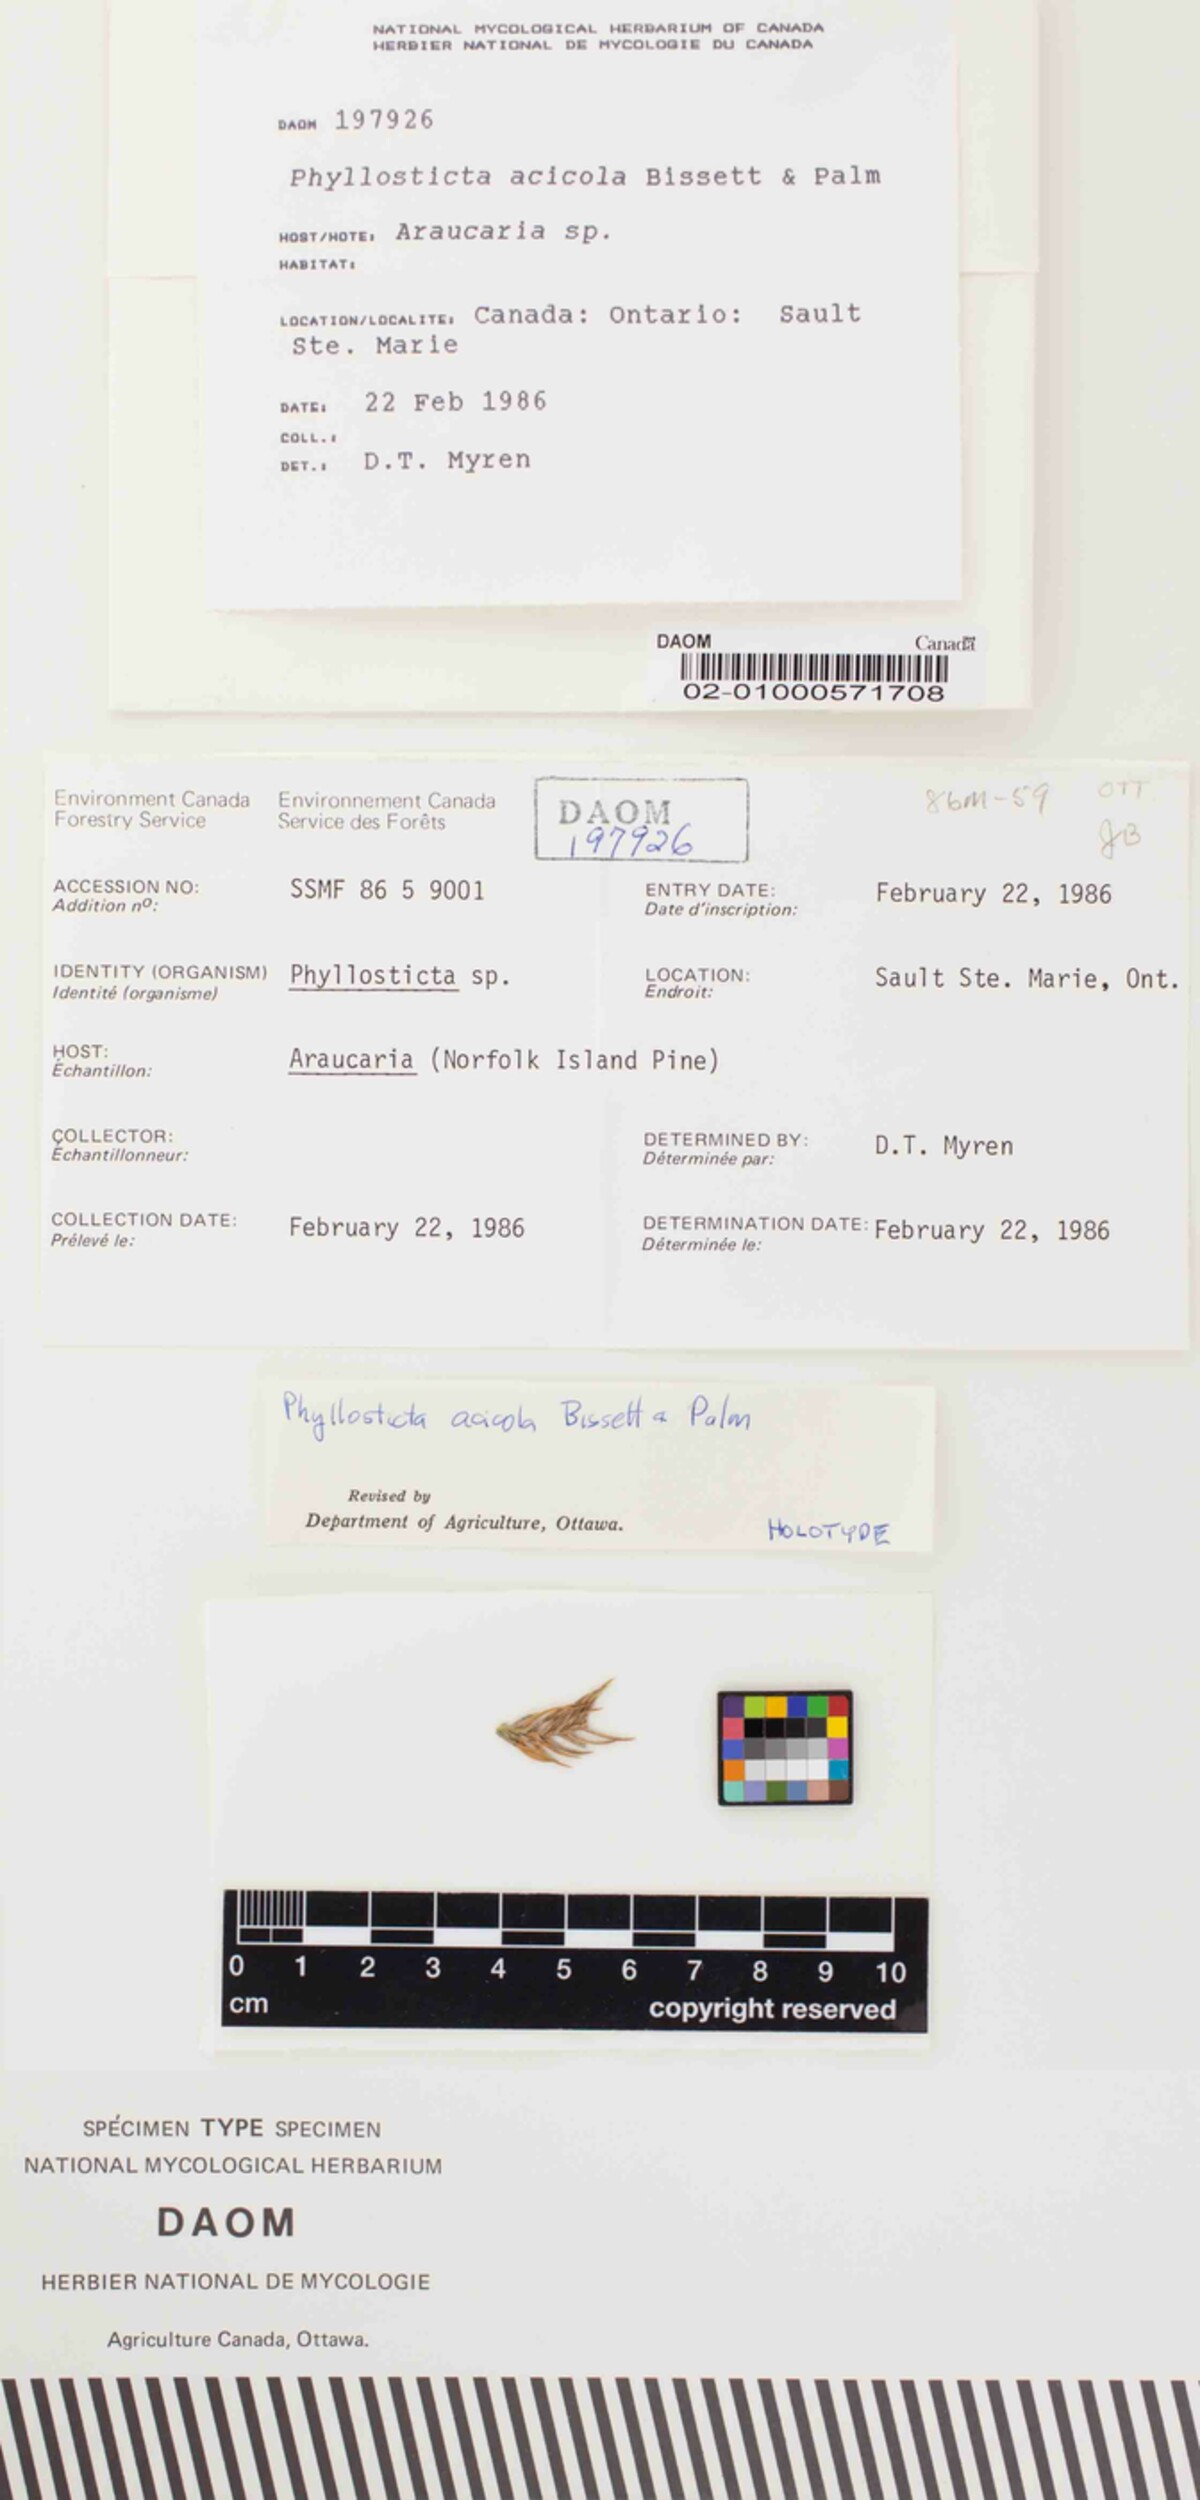 NATIONAL MYCOLOGICAL HERBARIUM OF CANADA
HERBIER NATIONAL DE MYCOLOGIE DU CANADA
DAOM 197926
Phyllosticta acicola Bissett & Palm
HOST/NOTE: Araucaria sp.
HABITAT:
LOCATION/LOCALITE: Canada: Ontario: Sault
Ste. Marie
DATE: 22 Feb 1986
COLL.:
DET.: D.T. Myren
DAOM Canada
02-01000571708
Environment Canada Environnement Canada
Forestry Service Service des Forêts
DAOM
197926
86M-59 OTT
JB
ACCESSION NO: SSMF 86 5 9001 ENTRY DATE: February 22, 1986
Addition nº: Date d'inscription:
IDENTITY (ORGANISM) Phyllosticta sp. LOCATION: Sault Ste. Marie, Ont.
Identité (organisme) Endroit:
HOST: Araucaria (Norfolk Island Pine)
Échantillon:
COLLECTOR: DETERMINED BY: D.T. Myren
Échantillonneur: Déterminée par:
COLLECTION DATE: February 22, 1986 DETERMINATION DATE: February 22, 1986
Prélevé le: Déterminée le:
Phyllosticta acicola Bissett & Palm
Revised by
Department of Agriculture, Ottawa.
HOLOTYPE
0 1 2 3 4 5 6 7 8 9 10
cm copyright reserved
SPÉCIMEN TYPE SPECIMEN
NATIONAL MYCOLOGICAL HERBARIUM
DAOM
HERBIER NATIONAL DE MYCOLOGIE
Agriculture Canada, Ottawa.